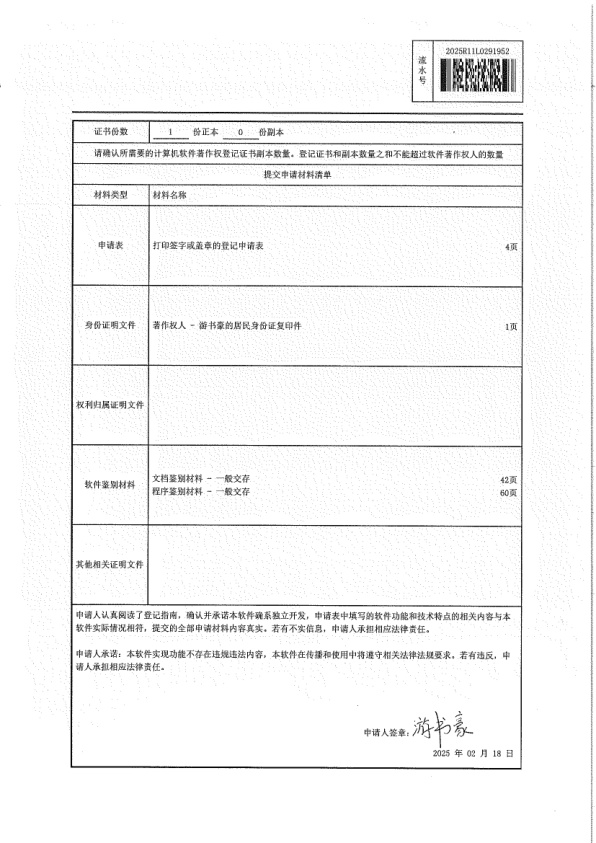 2025R11L0291952
流水号
证书份数 1 份正本 0 份副本
请确认所需要的计算机软件著作权登记证书副本数量。登记证书和副本数量之和不能超过软件著作权人的数量
提交申请材料清单
材料类型 材料名称
申请表 打印签字或盖章的登记申请表 4页
身份证明文件 著作权人 - 游书豪的居民身份证复印件 1页
权利归属证明文件
软件鉴别材料 文档鉴别材料 - 一般交存 42页
程序鉴别材料 - 一般交存 60页
其他相关证明文件
申请人认真阅读了登记指南，确认并承诺本软件确系独立开发，申请表中填写的软件功能和技术特点的相关内容与本
软件实际情况相符，提交的全部申请材料内容真实。若有不实信息，申请人承担相应法律责任。
申请人承诺：本软件实现功能不存在违规违法内容，本软件在传播和使用中将遵守相关法律法规要求。若有违反，申
请人承担相应法律责任。
申请人签章：游书豪
2025 年 02 月 18 日